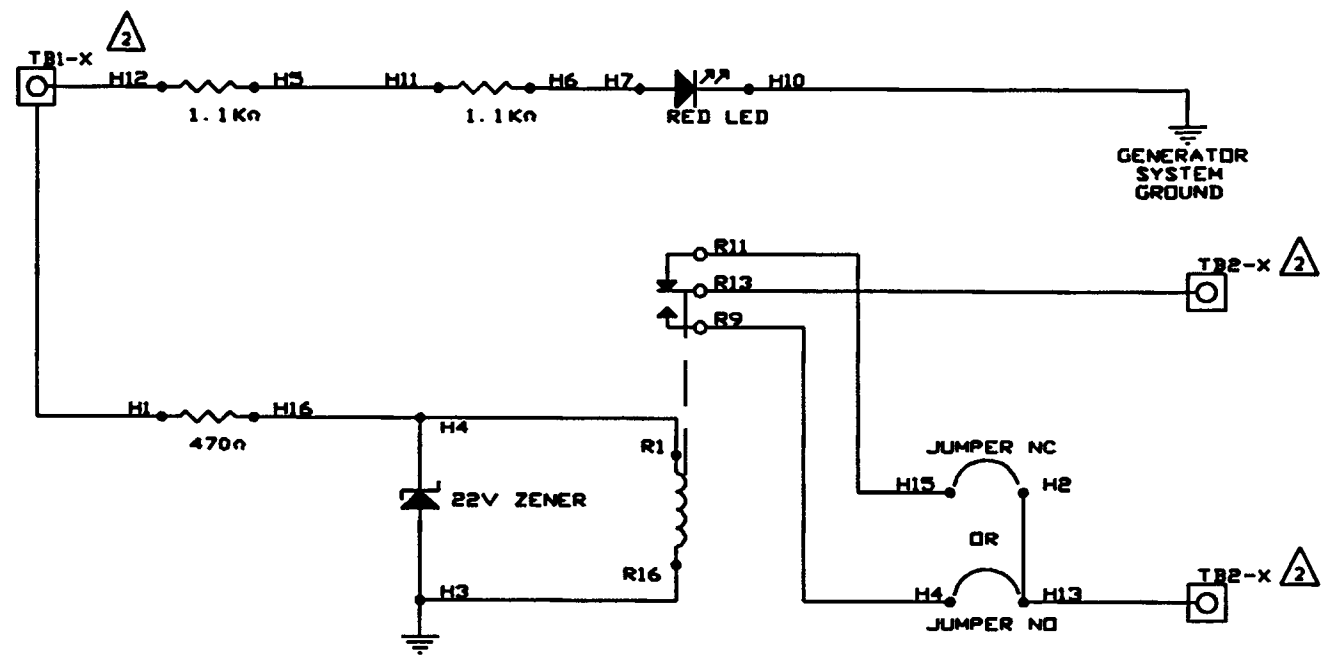 2
TB1-X
H12
H5
H11
H6
H7
H10
1.1KΩ
1.1KΩ
RED LED
GENERATOR
SYSTEM
GROUND
R11
TB2-X
2
R13
R9
H1
H16
H4
470Ω
R1
JUMPER NC
22V ZENER
H15
H2
OR
R16
H3
H4
H13
TB2-X
2
JUMPER NO